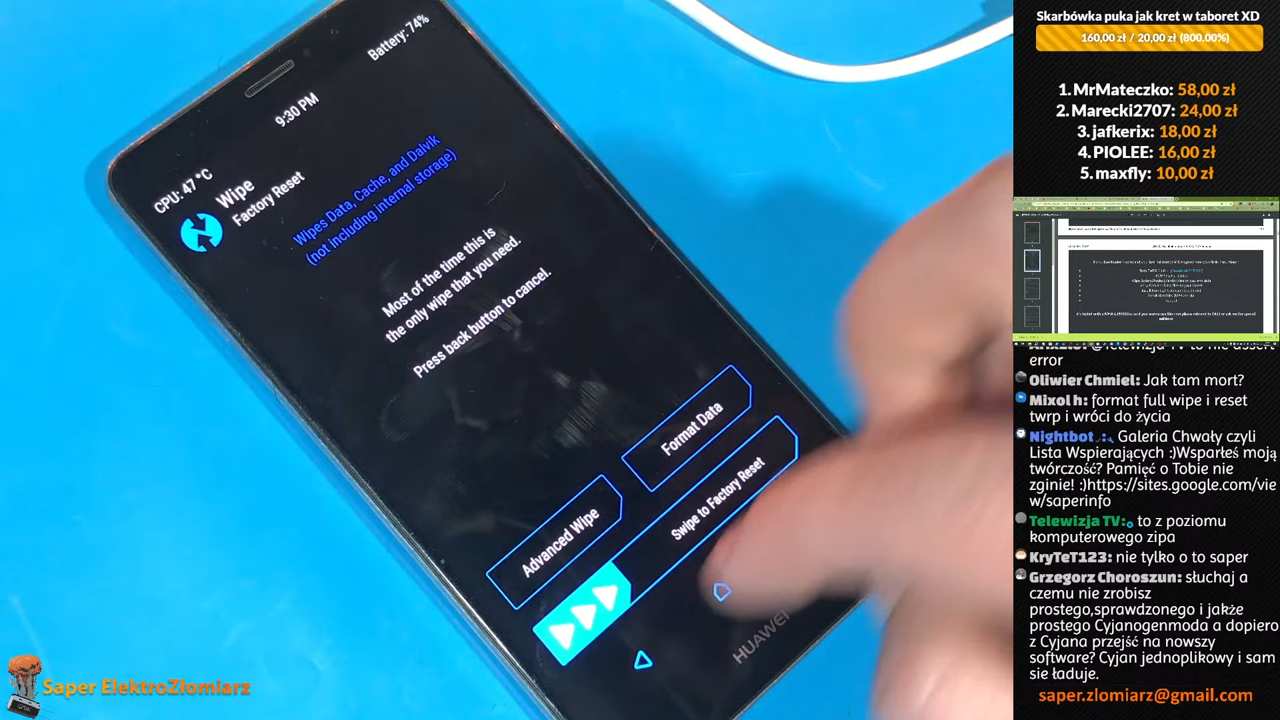 Battery: 74%
9:30 PM
CPU: 47 °C
Wipe
Factory Reset
Wipes Data, Cache, and Dalvik
(not including internal storage)
Most of the time this is
the only wipe that you need.
Press back button to cancel.
Format Data
Advanced Wipe
Swipe to Factory Reset
HUAWEI
Saper ElektroZłomiarz
Skarbówka puka jak kret w taboret XD
160,00 zł / 20,00 zł (800.00%)
1. MrMateczko: 58,00 zł
2. Marecki2707: 24,00 zł
3. jafkerix: 18,00 zł
4. PIOLEE: 16,00 zł
5. maxfly: 10,00 zł
error
Oliwier Chmiel: Jak tam mort?
Mixol h: format full wipe i reset
twrp i wróci do życia
Nightbot: Galeria Chwały czyli
Lista Wspierających :)Wsparłeś moją
twórczość? Pamięć o Tobie nie
zginie! :)https://sites.google.com/vie
w/saperinfo
Telewizja TV: to z poziomu
komputerowego zipa
KryTeT123: nie tylko o to saper
Grzegorz Choroszun: słuchaj a
czemu nie zrobisz
prostego,sprawdzonego i jakże
prostego Cyjanogenmoda a dopiero
z Cyjana przejść na nowszy
software? Cyjan jednoplikowy i sam
sie ładuje.
saper.zlomiarz@gmail.com